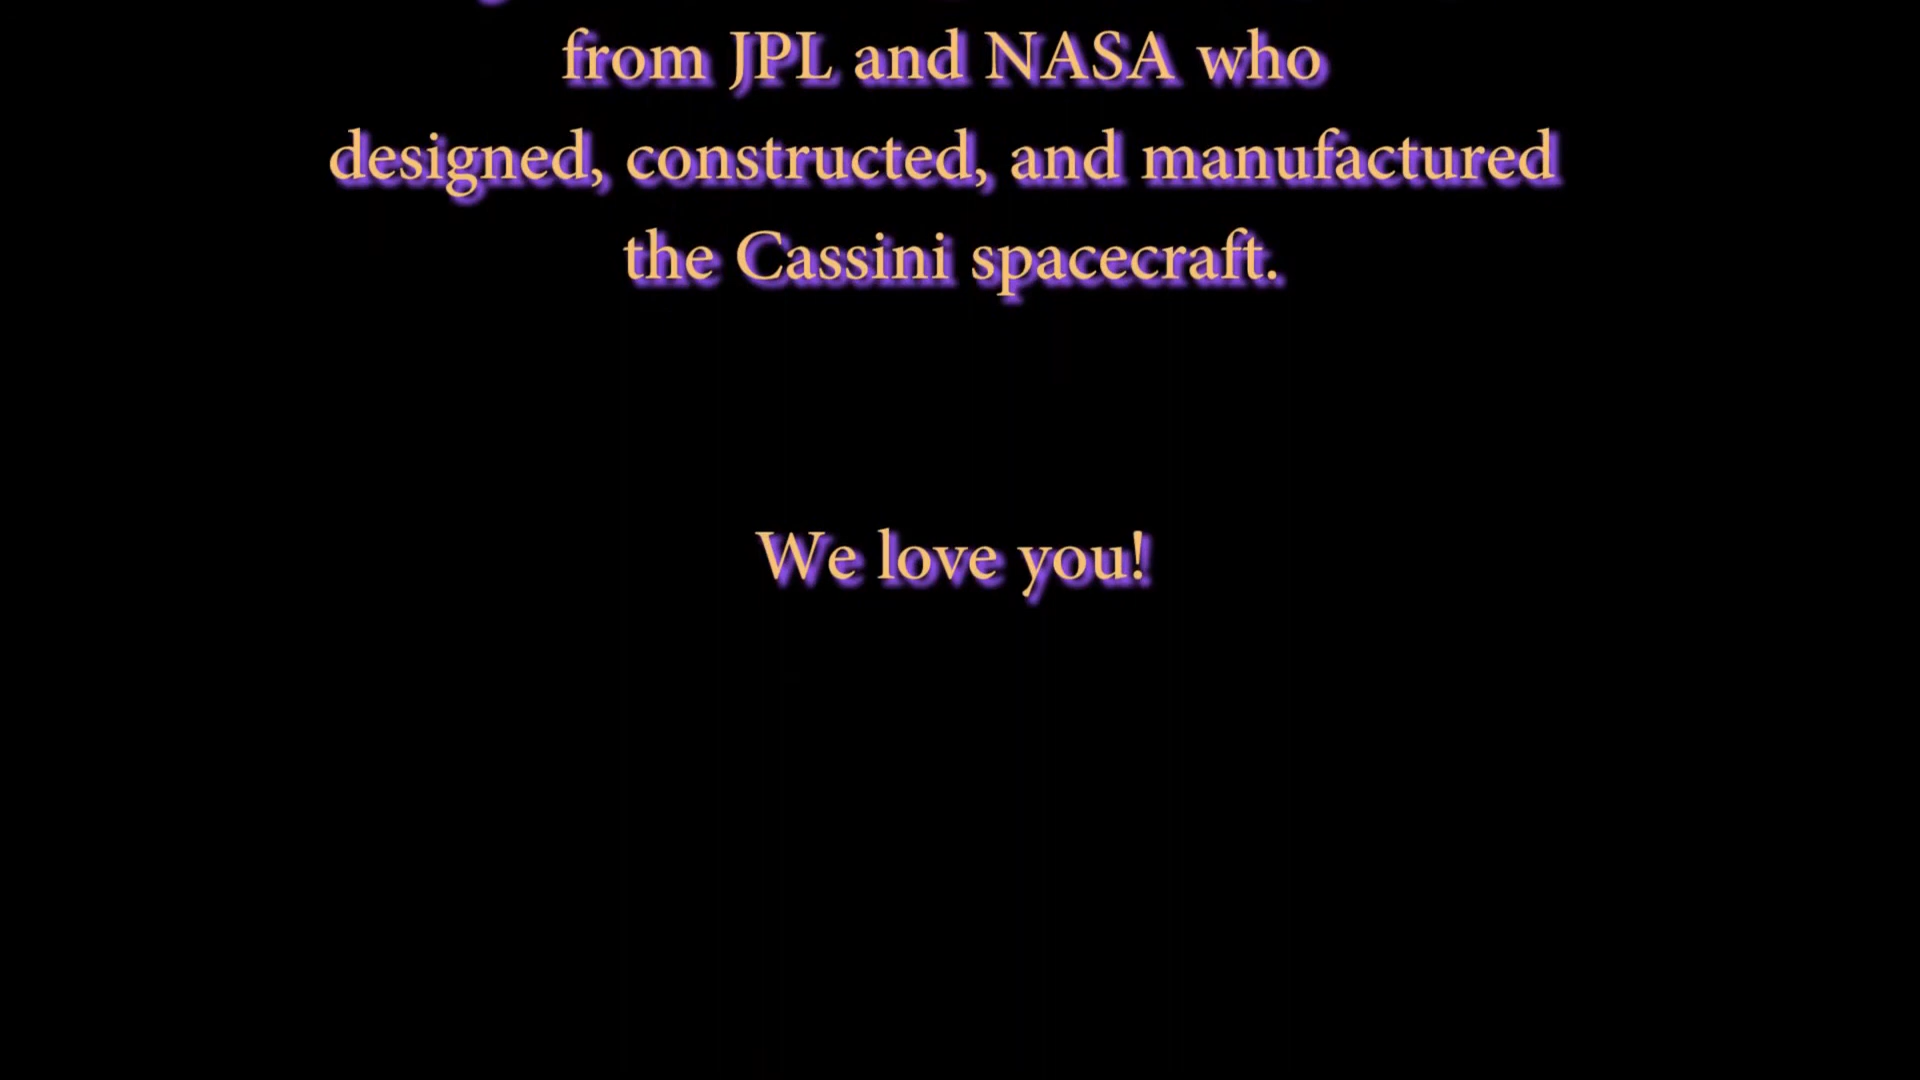 from JPL and NASA who
designed, constructed, and manufactured
the Cassini spacecraft.
We love you!